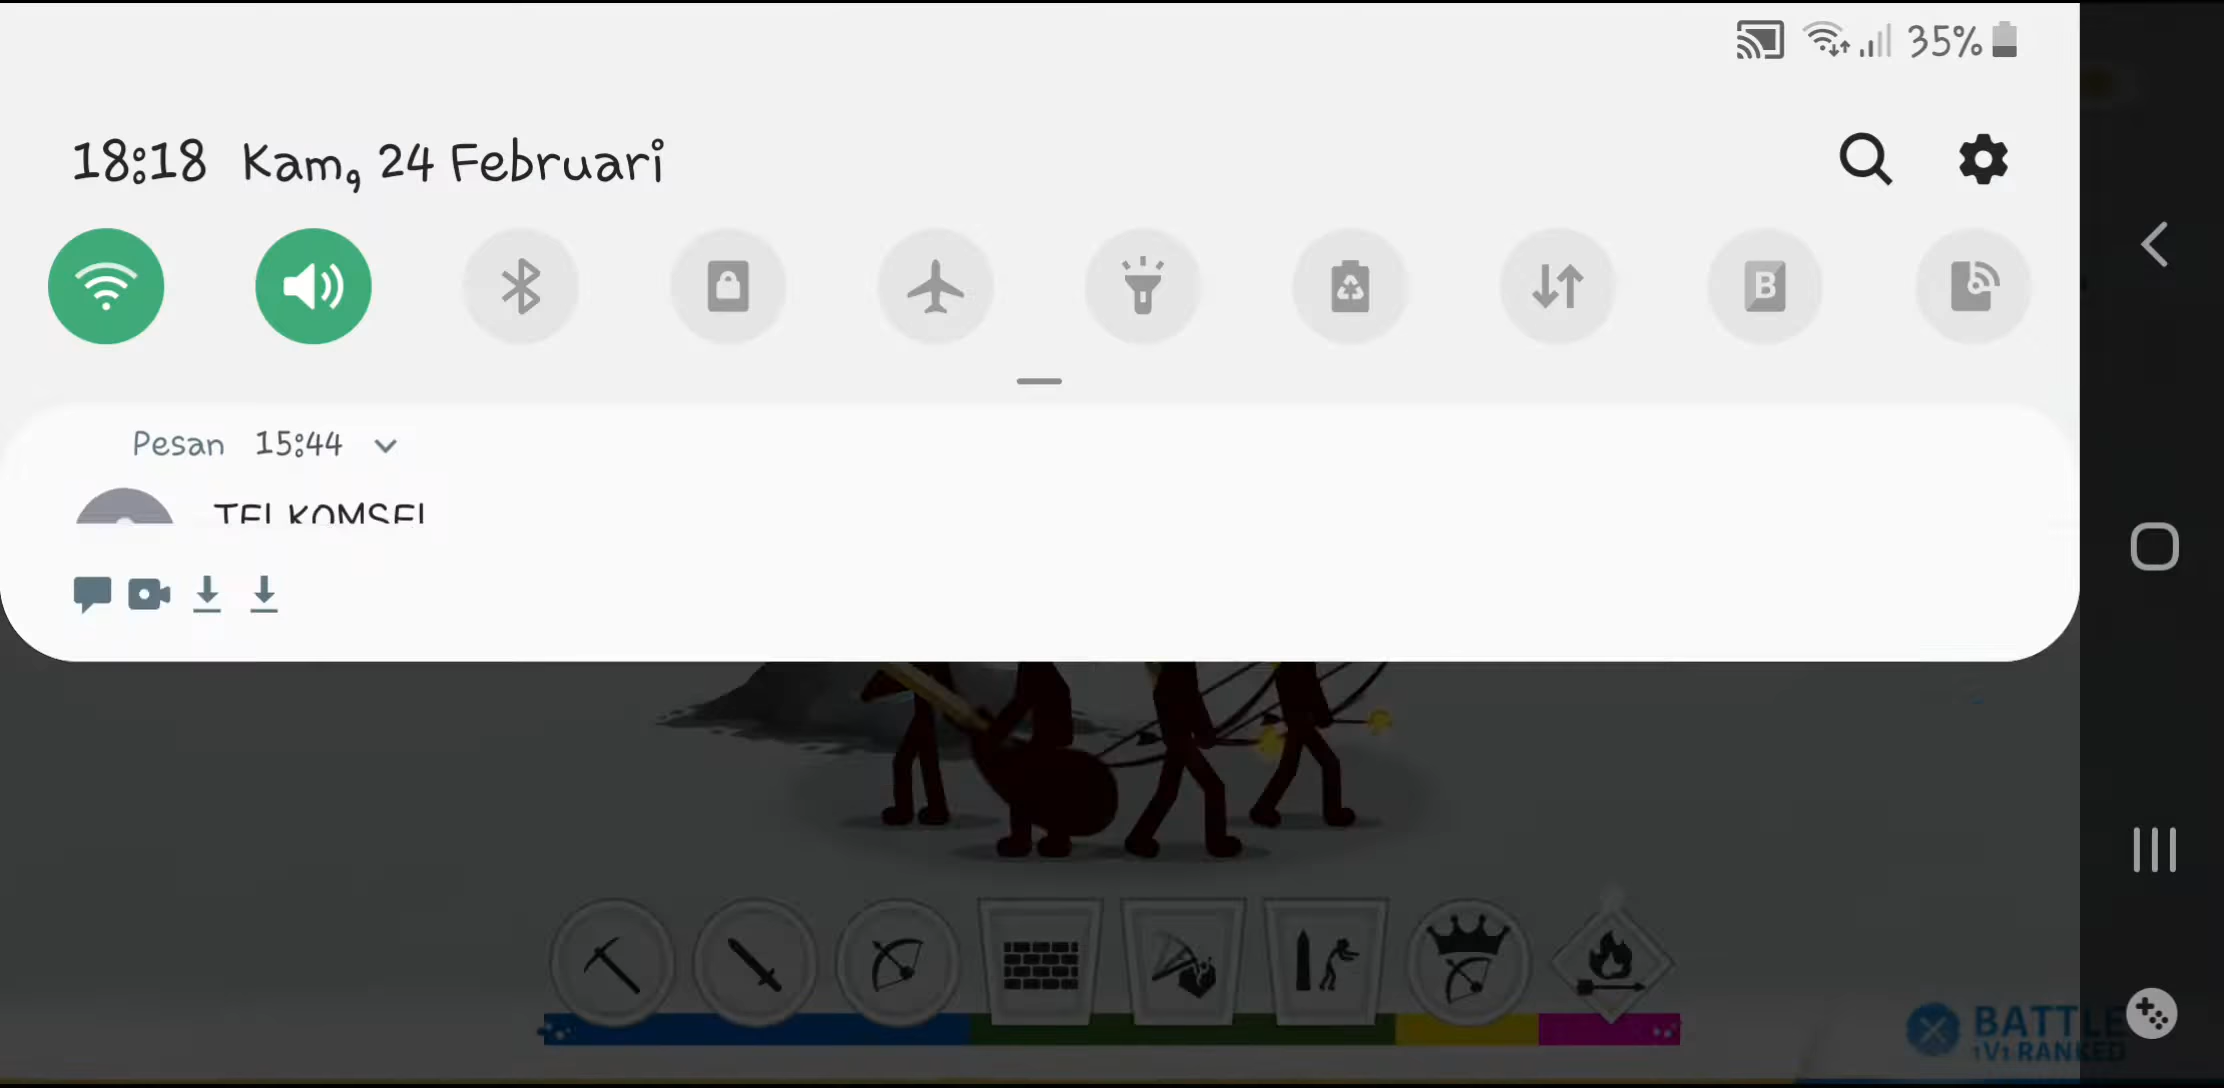 35%
18:18 Kam, 24 Februari
B
Pesan 15:44
TELKOMSEL
BATTLE
1V1 RANKED